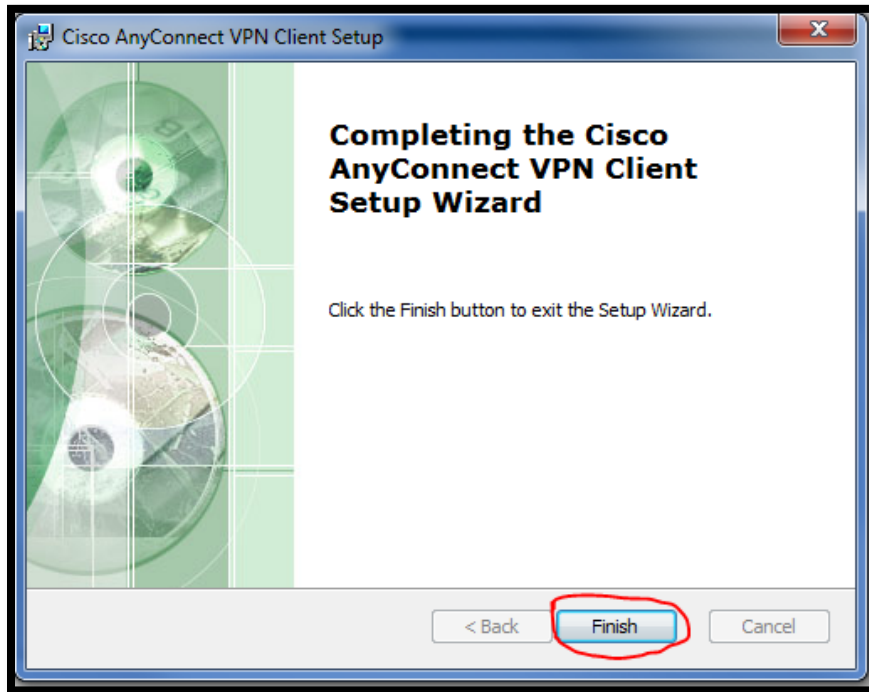 Cisco AnyConnect VPN Client Setup
Completing the Cisco
AnyConnect VPN Client
Setup Wizard
Click the Finish button to exit the Setup Wizard.
< Back Finish Cancel